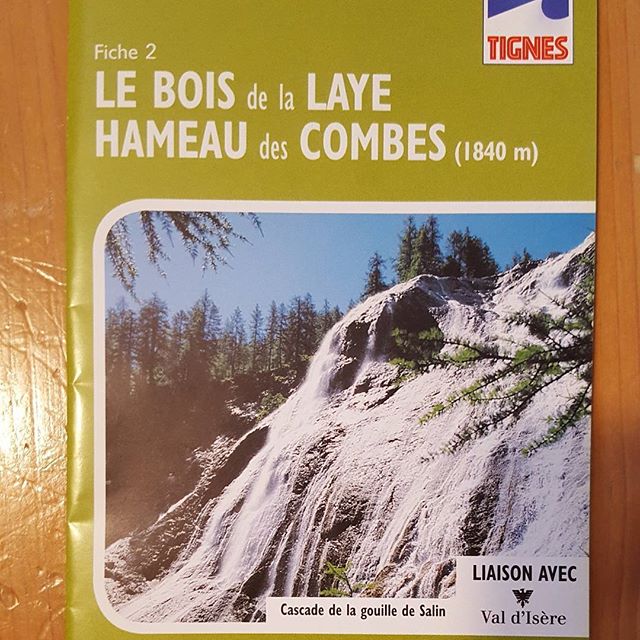 TIGNES
Fiche 2
LE BOIS de la LAYE
HAMEAU des COMBES (1840 m)
Cascade de la gouille de Salin
LIAISON AVEC
Val d'Isère